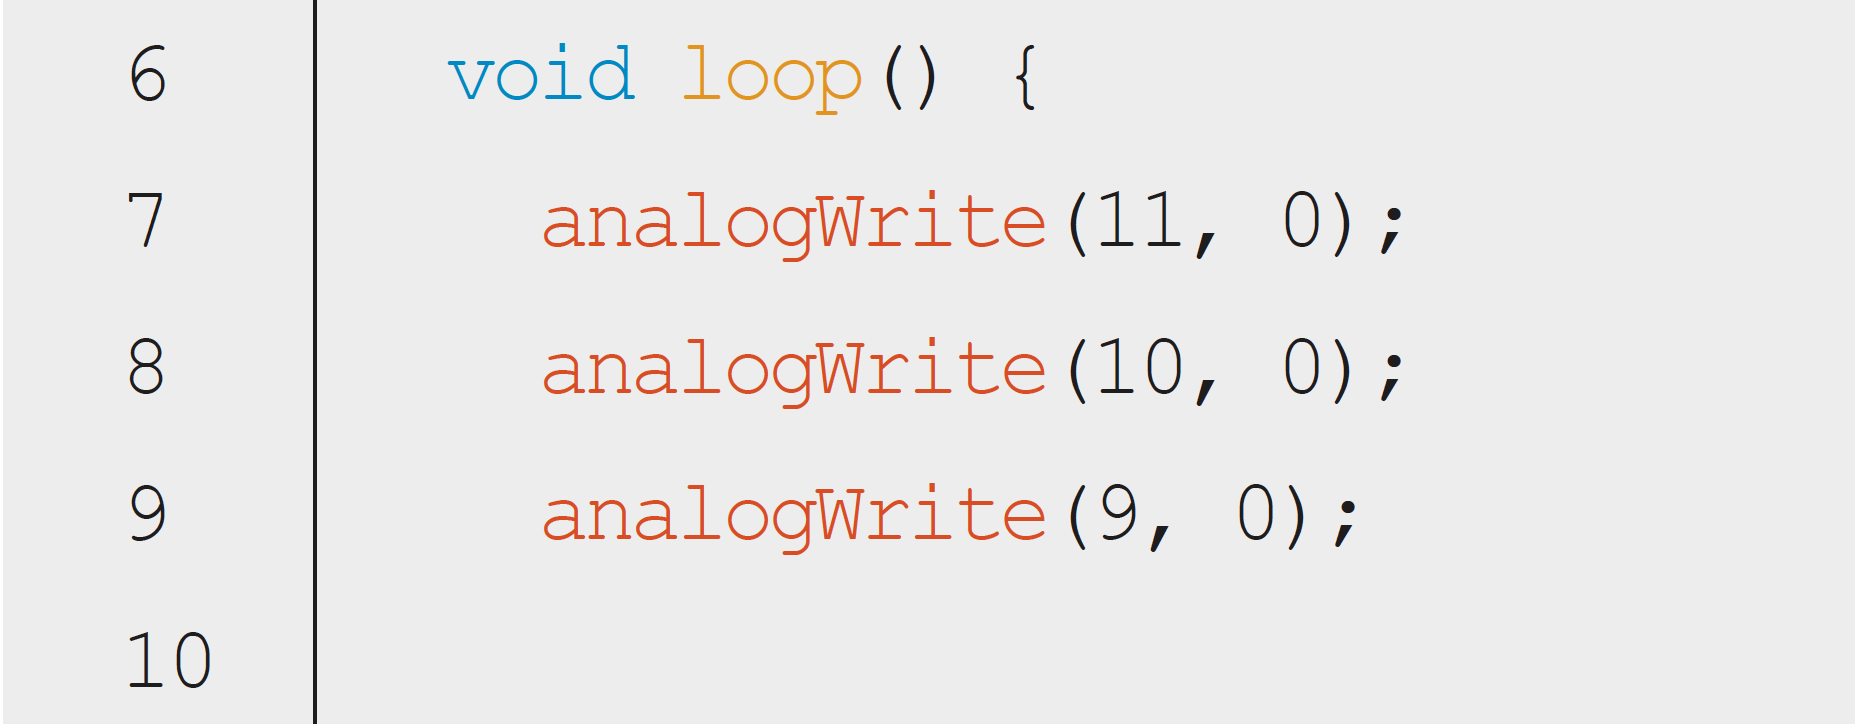 6 void loop() {
7 analogWrite(11, 0);
8 analogWrite(10, 0);
9 analogWrite(9, 0);
10